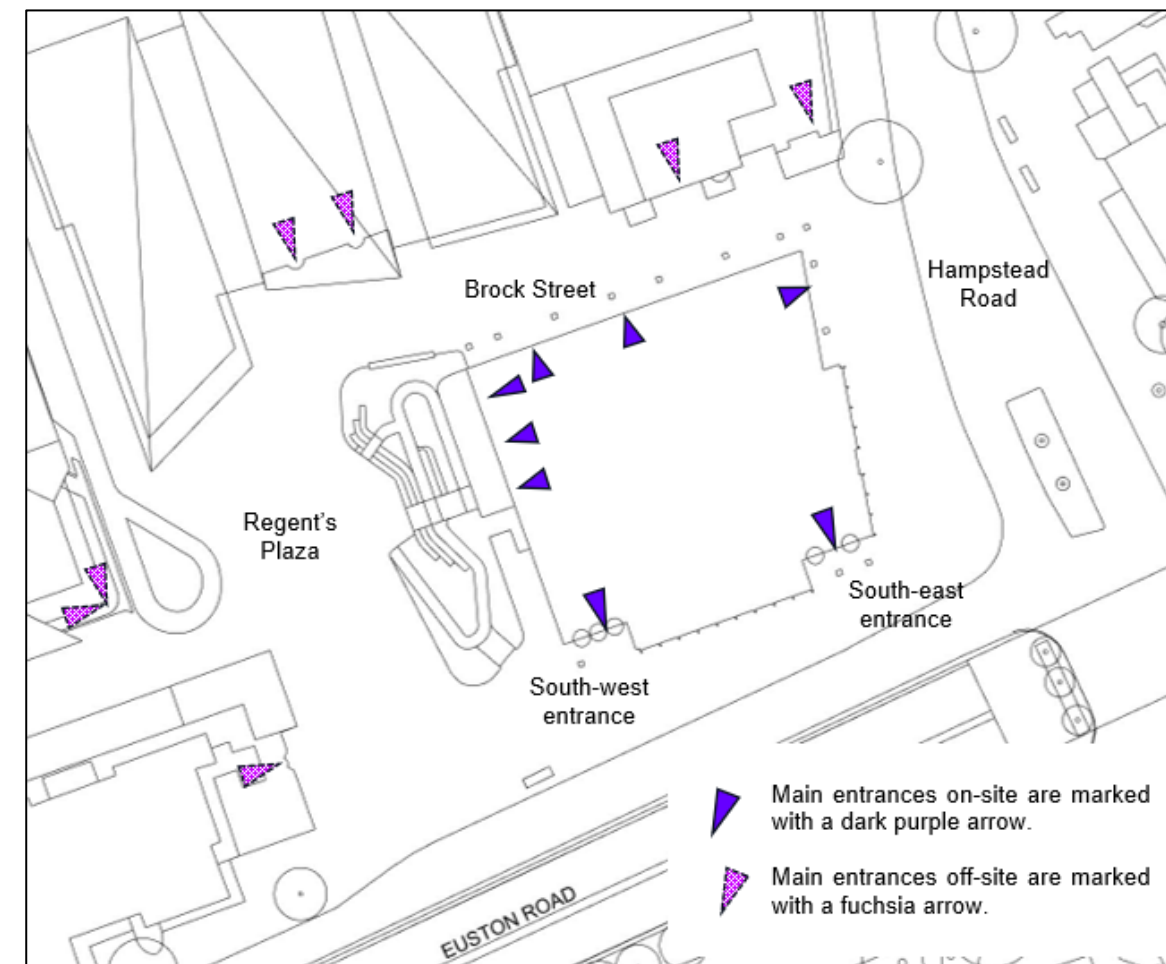 Brock Street
Hampstead
Road
Regent's
Plaza
South-east
entrance
South-west
entrance
Main entrances on-site are marked
with a dark purple arrow.
Main entrances off-site are marked
with a fuchsia arrow.
EUSTON ROAD